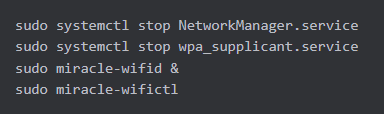 sudo systemctl stop NetworkManager.service
sudo systemctl stop wpa_supplicant.service
sudo miracle-wifid &
sudo miracle-wifictl